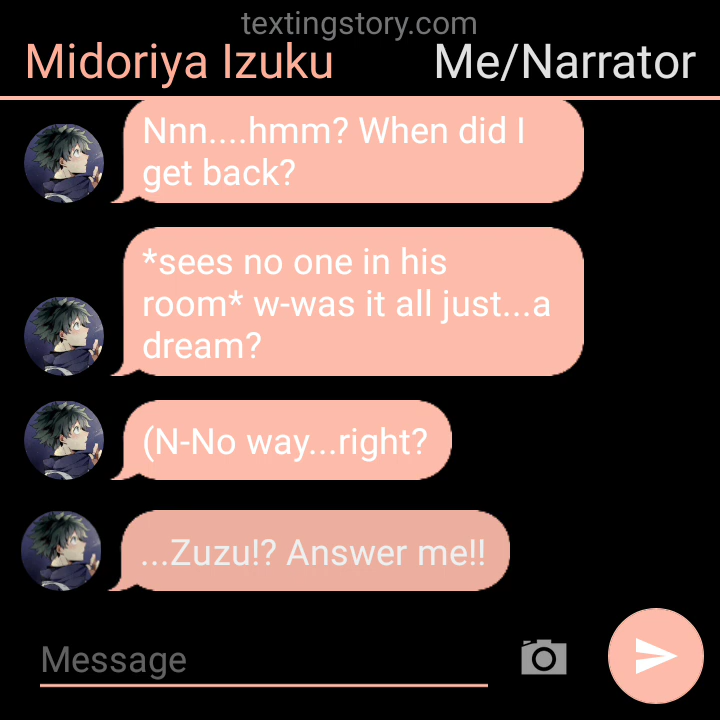 textingstory.com
Midoriya Izuku Me/Narrator
Nnn....hmm? When did I
get back?
*sees no one in his
room* w-was it all just...a
dream?
(N-No way...right?
...Zuzu!? Answer me!!
Message